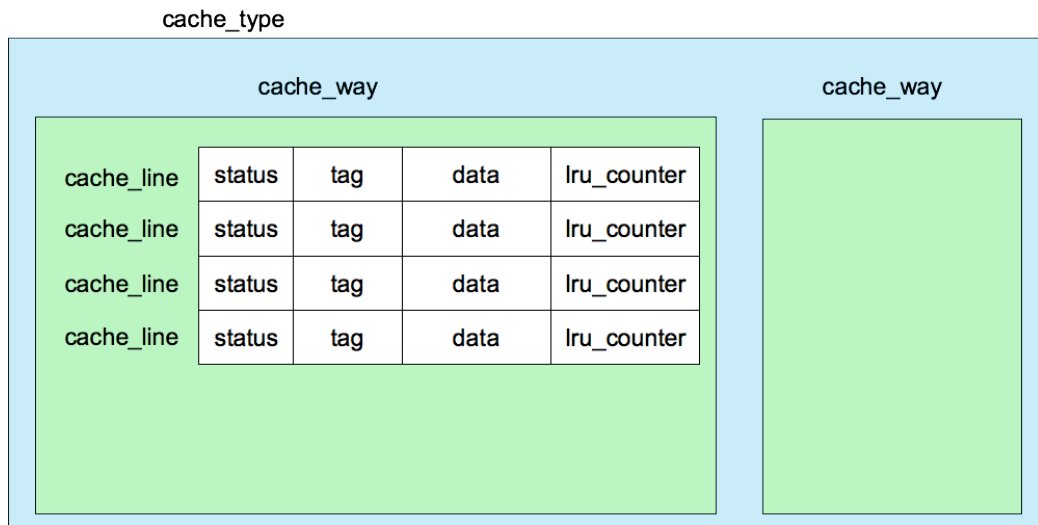 cache_type
cache_way
cache_way
cache_line status tag data lru_counter
cache_line status tag data lru_counter
cache_line status tag data lru_counter
cache_line status tag data lru_counter